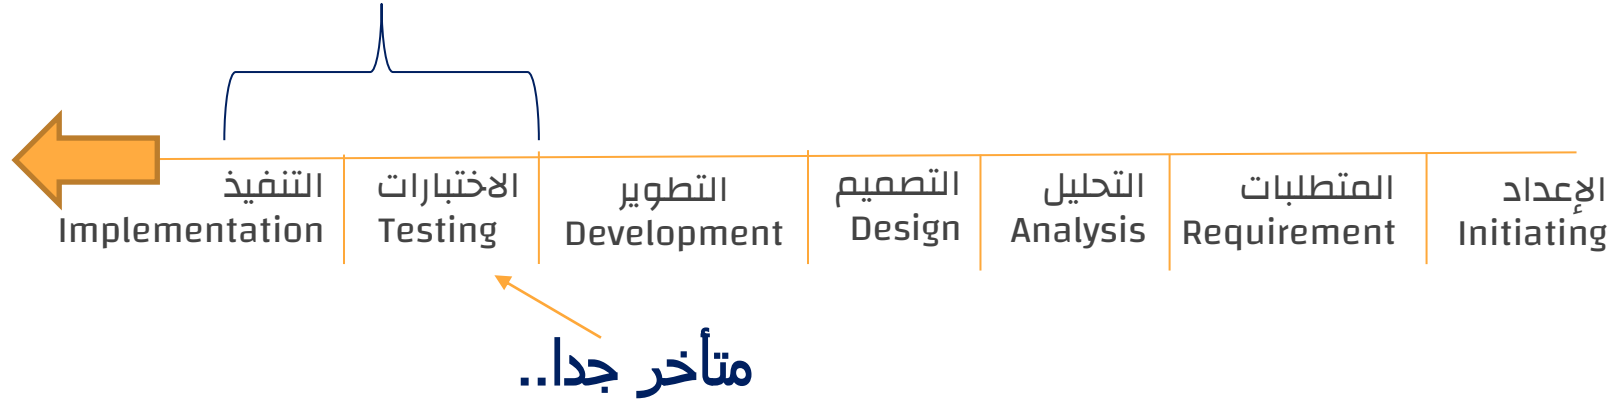 الإعداد
Initiating
المتطلبات
Requirement
التحليل
Analysis
التصميم
Design
التطوير
Development
الاختبارات
Testing
التنفيذ
Implementation
متأخر جدا..